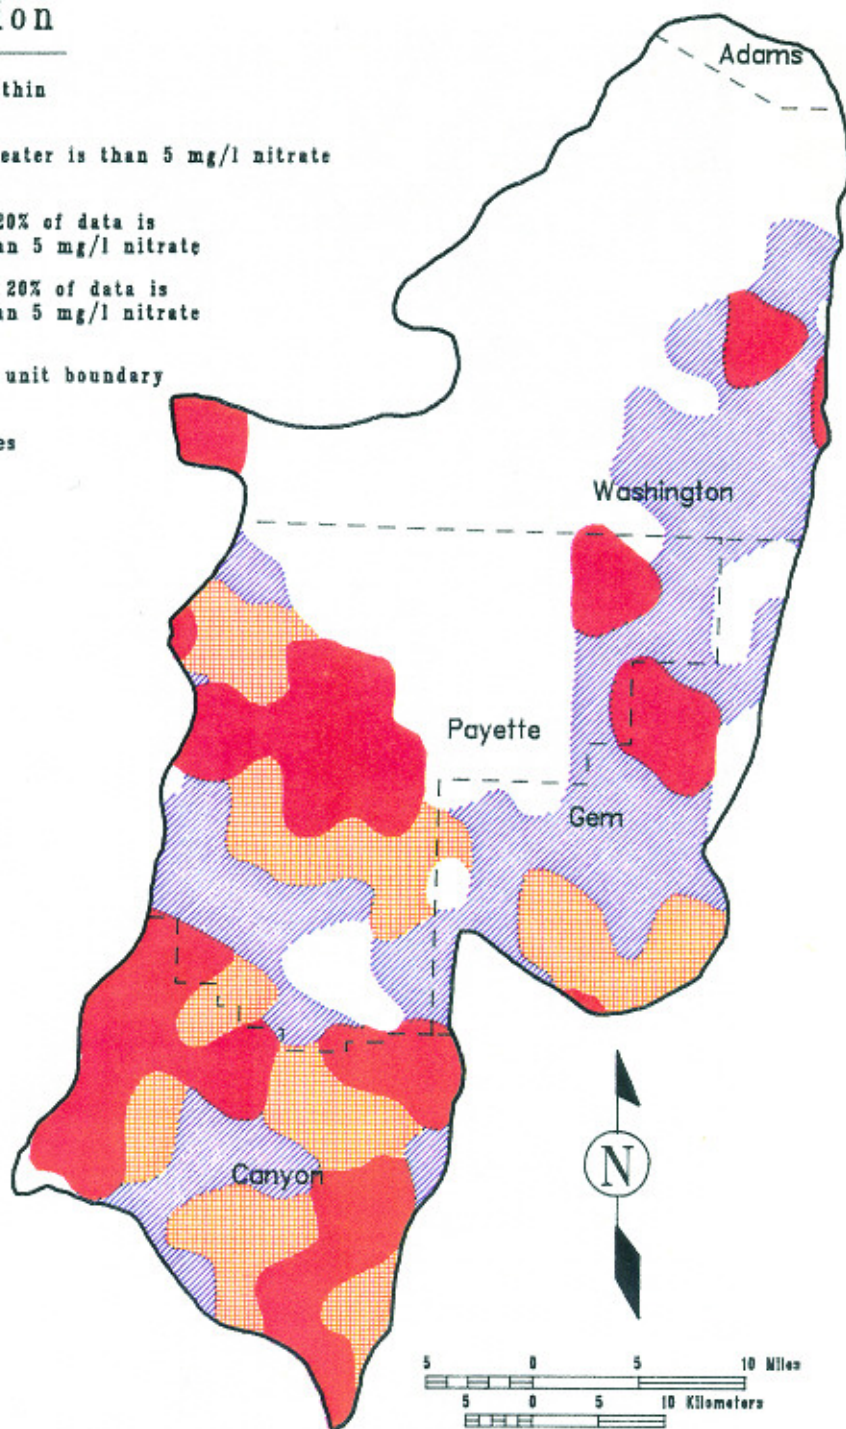 ion
thin
eater is than 5 mg/l nitrate
20% of data is
an 5 mg/l nitrate
20% of data is
an 5 mg/l nitrate
unit boundary
es
Adams
Washington
Payette
Gem
Canyon
N
5 0 5 10 Miles
5 0 5 10 Kilometers